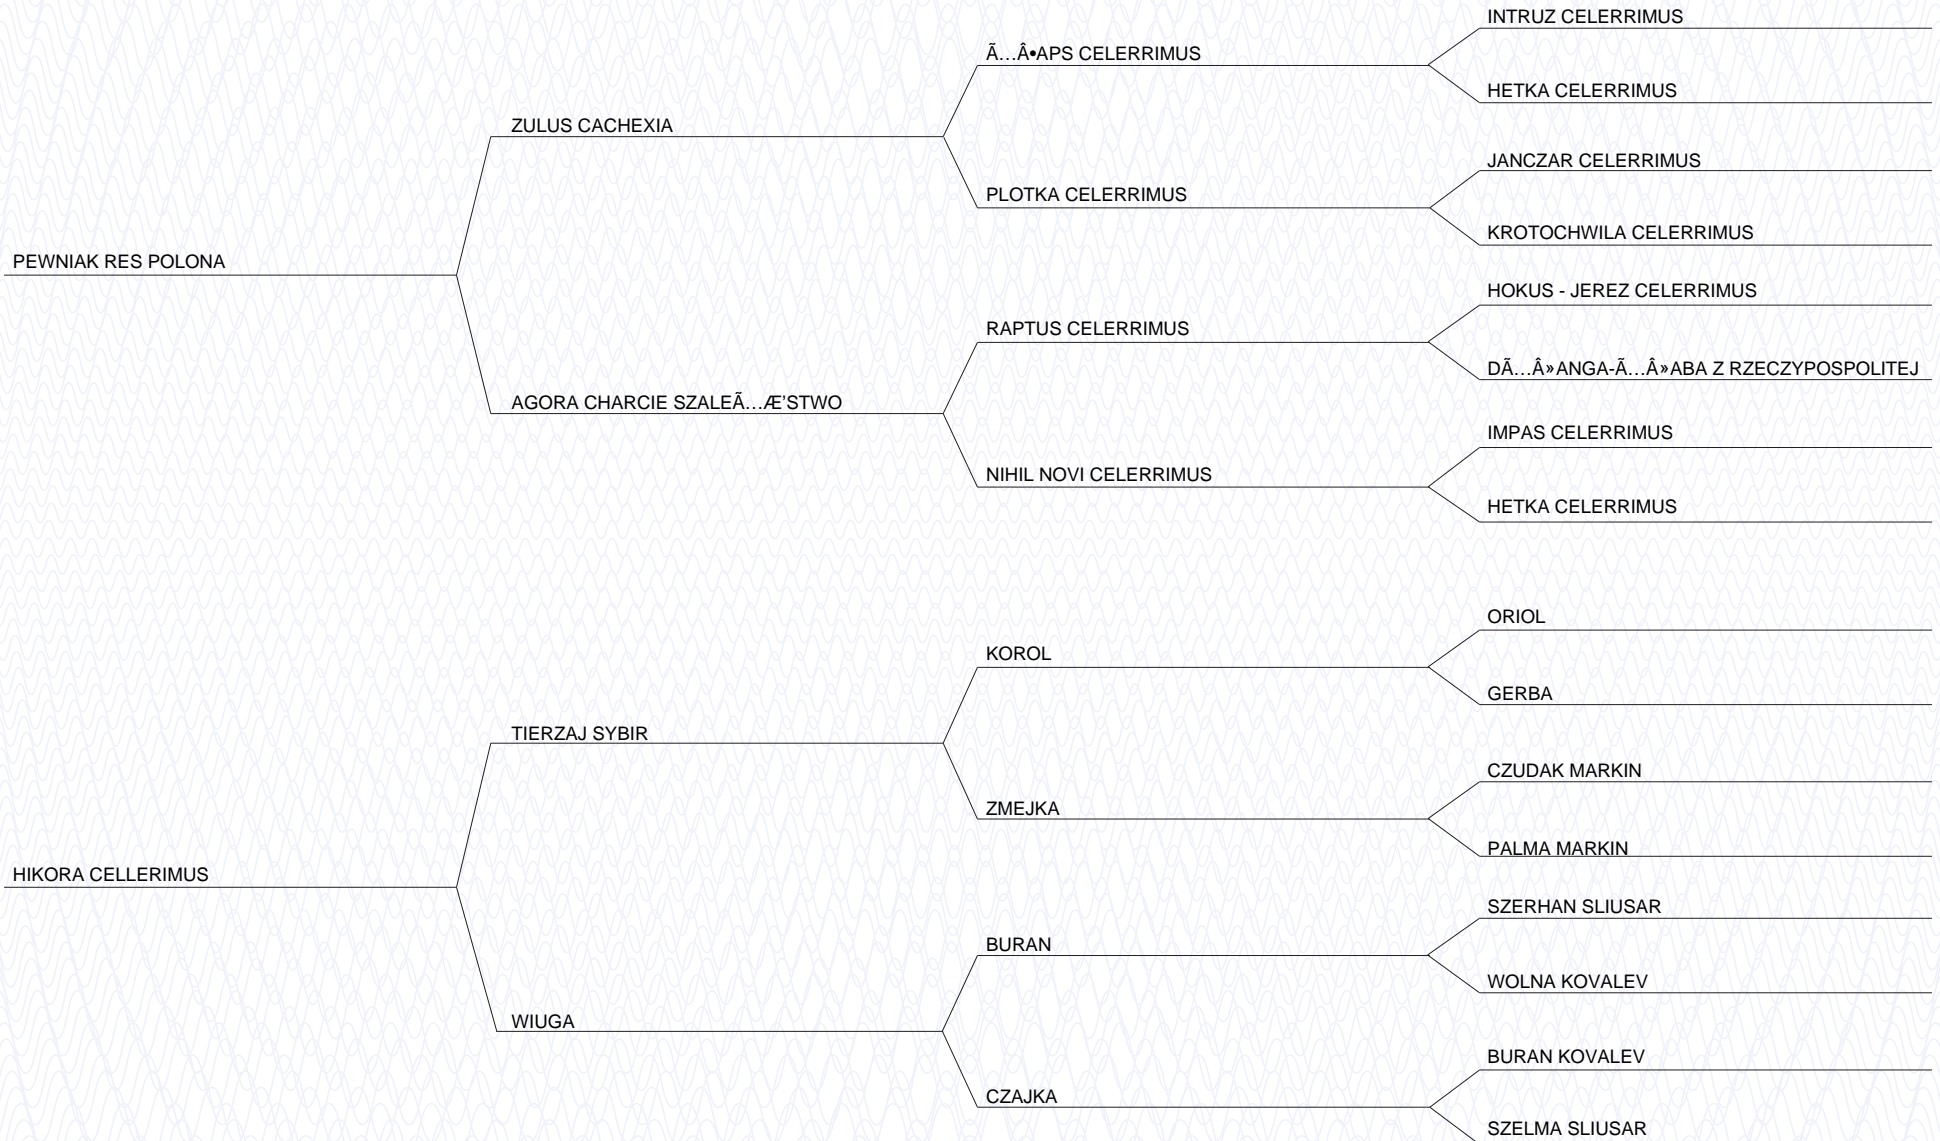 INTRUZ CELERRIMUS
Ã…Â•APS CELERRIMUS
HETKA CELERRIMUS
ZULUS CACHEXIA
JANCZAR CELERRIMUS
PLOTKA CELERRIMUS
KROTOCHWILA CELERRIMUS
PEWNIAK RES POLONA
HOKUS - JEREZ CELERRIMUS
RAPTUS CELERRIMUS
DÃ…Â»ANGA-Ã…Â»ABA Z RZECZYPOSPOLITEJ
AGORA CHARCIE SZALEÃ…Æ’STWO
IMPAS CELERRIMUS
NIHIL NOVI CELERRIMUS
HETKA CELERRIMUS
ORIOL
KOROL
GERBA
TIERZAJ SYBIR
CZUDAK MARKIN
ZMEJKA
PALMA MARKIN
HIKORA CELLERIMUS
SZERHAN SLIUSAR
BURAN
WOLNA KOVALEV
WIUGA
BURAN KOVALEV
CZAJKA
SZELMA SLIUSAR